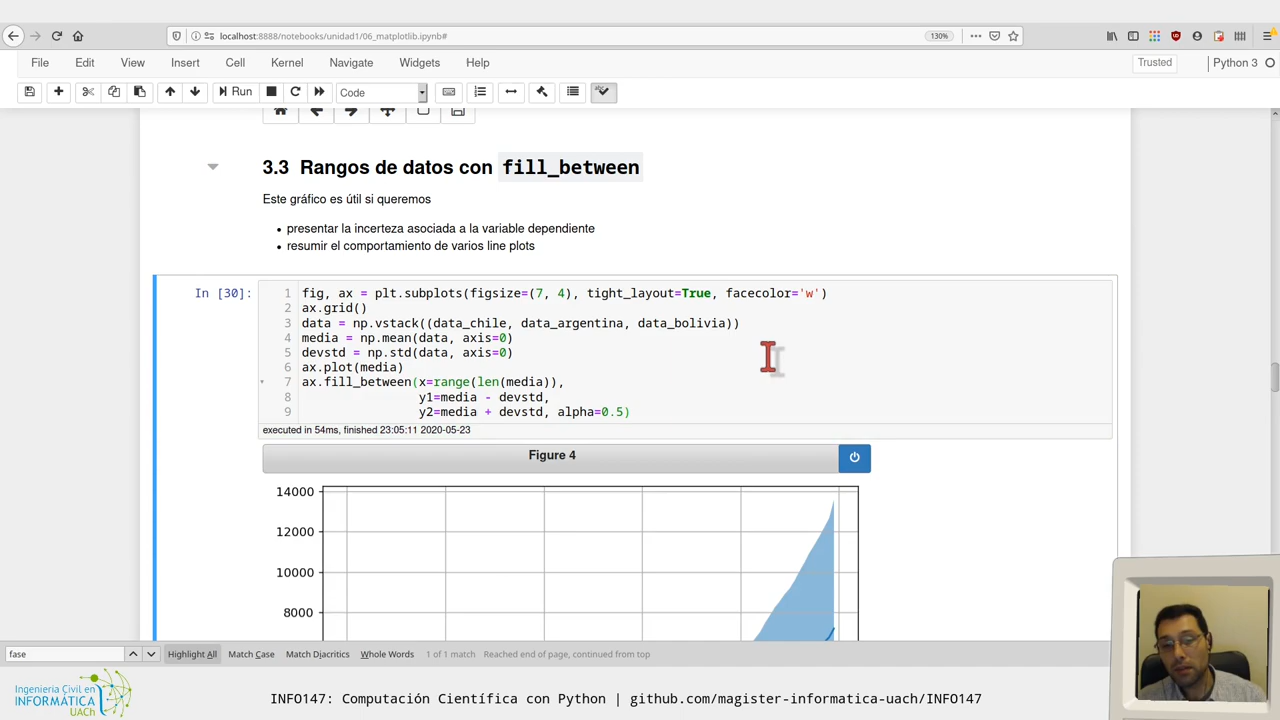 localhost:8888/notebooks/unidad1/06_matplotlib.ipynb#
130%
File Edit View Insert Cell Kernel Navigate Widgets Help
Trusted
Python 3
Run
Code
3.3 Rangos de datos con fill_between
Este gráfico es útil si queremos
• presentar la incerteza asociada a la variable dependiente
• resumir el comportamiento de varios line plots
In [30]:
1 fig, ax = plt.subplots(figsize=(7, 4), tight_layout=True, facecolor='w')
2 ax.grid()
3 data = np.vstack((data_chile, data_argentina, data_bolivia))
4 media = np.mean(data, axis=0)
5 devstd = np.std(data, axis=0)
6 ax.plot(media)
7 ax.fill_between(x=range(len(media)),
8 y1=media - devstd,
9 y2=media + devstd, alpha=0.5)
executed in 54ms, finished 23:05:11 2020-05-23
Figure 4
14000
12000
10000
8000
fase
Highlight All Match Case Match Diacritics Whole Words 1 of 1 match Reached end of page, continued from top
Ingeniería Civil en
INFORMÁTICA
UACh
INFO147: Computación Científica con Python | github.com/magister-informatica-uach/INFO147